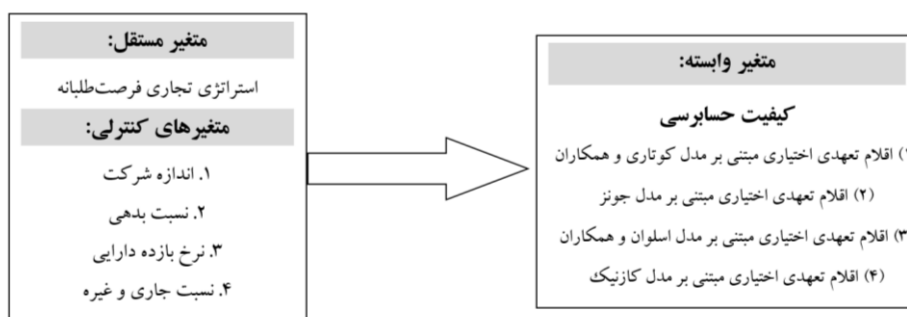 متغیر مستقل:
استراتژی تجاری فرصت‌طلبانه
متغیرهای کنترلی:
۱. اندازه شرکت
۲. نسبت بدهی
۳. نرخ بازده دارایی
۴. نسبت جاری و غیره
متغیر وابسته:
کیفیت حسابرسی
۱) اقلام تعهدی اختیاری مبتنی بر مدل کوتاری و همکاران
(۲) اقلام تعهدی اختیاری مبتنی بر مدل جونز
۳) اقلام تعهدی اختیاری مبتنی بر مدل اسلوان و همکاران
(۴) اقلام تعهدی اختیاری مبتنی بر مدل کازنیک